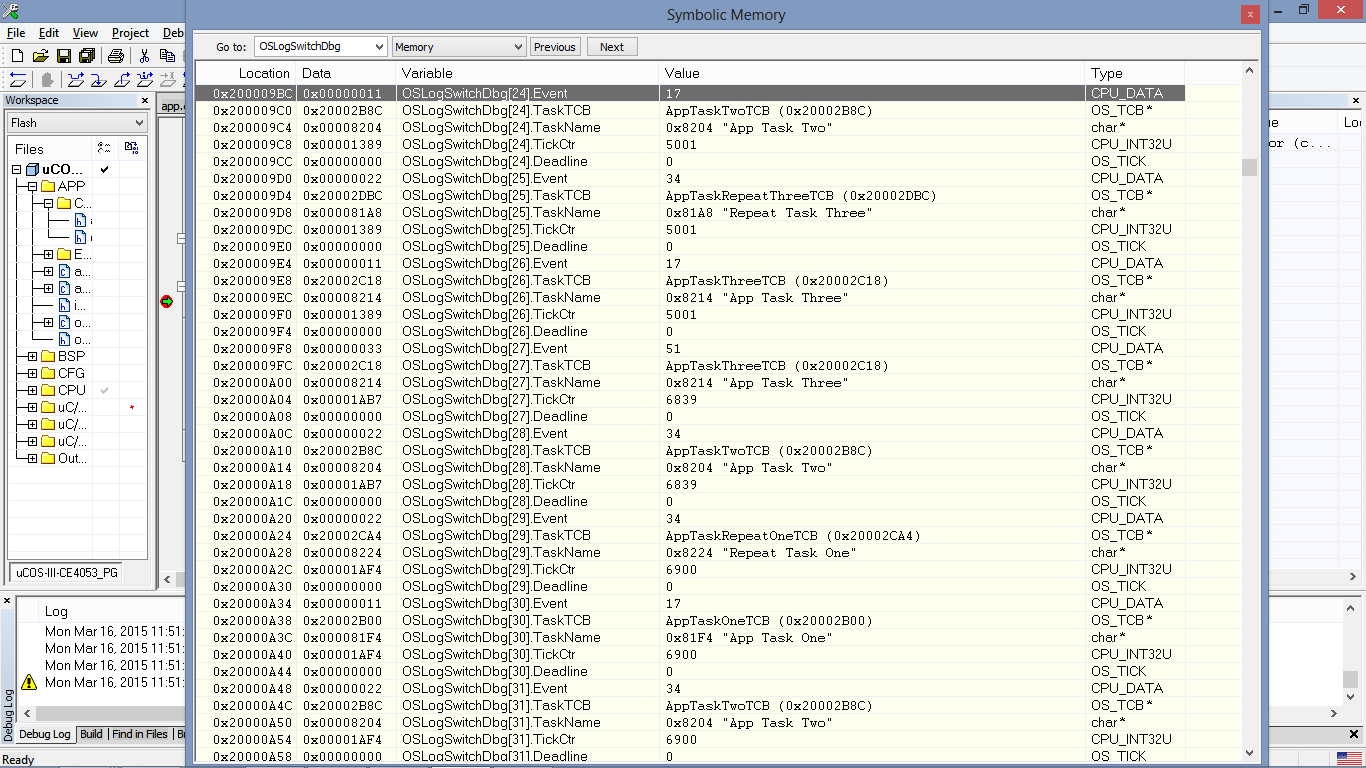 Symbolic Memory
File Edit View Project Deb
Go to: OSLogSwitchDbg Memory Previous Next
Workspace
app.c
Flash
Files
uCO...
APP
C...
E...
a...
a...
i...
o...
o...
BSP
CFG
CPU
uC/...
uC/...
uC/...
Out...
uCOS-III-CE4053_PG
Location Data Variable Value Type
0x200009BC 0x00000011 OSLogSwitchDbg[24].Event 17 CPU_DATA
0x200009C0 0x20002B8C OSLogSwitchDbg[24].TaskTCB AppTaskTwoTCB (0x20002B8C) OS_TCB*
0x200009C4 0x00008204 OSLogSwitchDbg[24].TaskName 0x8204 "App Task Two" char*
0x200009C8 0x00001389 OSLogSwitchDbg[24].TickCtr 5001 CPU_INT32U
0x200009CC 0x00000000 OSLogSwitchDbg[24].Deadline 0 OS_TICK
0x200009D0 0x00000022 OSLogSwitchDbg[25].Event 34 CPU_DATA
0x200009D4 0x20002DBC OSLogSwitchDbg[25].TaskTCB AppTaskRepeatThreeTCB (0x20002DBC) OS_TCB*
0x200009D8 0x000081A8 OSLogSwitchDbg[25].TaskName 0x81A8 "Repeat Task Three" char*
0x200009DC 0x00001389 OSLogSwitchDbg[25].TickCtr 5001 CPU_INT32U
0x200009E0 0x00000000 OSLogSwitchDbg[25].Deadline 0 OS_TICK
0x200009E4 0x00000011 OSLogSwitchDbg[26].Event 17 CPU_DATA
0x200009E8 0x20002C18 OSLogSwitchDbg[26].TaskTCB AppTaskThreeTCB (0x20002C18) OS_TCB*
0x200009EC 0x00008214 OSLogSwitchDbg[26].TaskName 0x8214 "App Task Three" char*
0x200009F0 0x00001389 OSLogSwitchDbg[26].TickCtr 5001 CPU_INT32U
0x200009F4 0x00000000 OSLogSwitchDbg[26].Deadline 0 OS_TICK
0x200009F8 0x00000033 OSLogSwitchDbg[27].Event 51 CPU_DATA
0x200009FC 0x20002C18 OSLogSwitchDbg[27].TaskTCB AppTaskThreeTCB (0x20002C18) OS_TCB*
0x20000A00 0x00008214 OSLogSwitchDbg[27].TaskName 0x8214 "App Task Three" char*
0x20000A04 0x00001AB7 OSLogSwitchDbg[27].TickCtr 6839 CPU_INT32U
0x20000A08 0x00000000 OSLogSwitchDbg[27].Deadline 0 OS_TICK
0x20000A0C 0x00000022 OSLogSwitchDbg[28].Event 34 CPU_DATA
0x20000A10 0x20002B8C OSLogSwitchDbg[28].TaskTCB AppTaskTwoTCB (0x20002B8C) OS_TCB*
0x20000A14 0x00008204 OSLogSwitchDbg[28].TaskName 0x8204 "App Task Two" char*
0x20000A18 0x00001AB7 OSLogSwitchDbg[28].TickCtr 6839 CPU_INT32U
0x20000A1C 0x00000000 OSLogSwitchDbg[28].Deadline 0 OS_TICK
0x20000A20 0x00000022 OSLogSwitchDbg[29].Event 34 CPU_DATA
0x20000A24 0x20002CA4 OSLogSwitchDbg[29].TaskTCB AppTaskRepeatOneTCB (0x20002CA4) OS_TCB*
0x20000A28 0x00008224 OSLogSwitchDbg[29].TaskName 0x8224 "Repeat Task One" char*
0x20000A2C 0x00001AF4 OSLogSwitchDbg[29].TickCtr 6900 CPU_INT32U
0x20000A30 0x00000000 OSLogSwitchDbg[29].Deadline 0 OS_TICK
0x20000A34 0x00000011 OSLogSwitchDbg[30].Event 17 CPU_DATA
0x20000A38 0x20002B00 OSLogSwitchDbg[30].TaskTCB AppTaskOneTCB (0x20002B00) OS_TCB*
0x20000A3C 0x000081F4 OSLogSwitchDbg[30].TaskName 0x81F4 "App Task One" char*
0x20000A40 0x00001AF4 OSLogSwitchDbg[30].TickCtr 6900 CPU_INT32U
0x20000A44 0x00000000 OSLogSwitchDbg[30].Deadline 0 OS_TICK
0x20000A48 0x00000022 OSLogSwitchDbg[31].Event 34 CPU_DATA
0x20000A4C 0x20002B8C OSLogSwitchDbg[31].TaskTCB AppTaskTwoTCB (0x20002B8C) OS_TCB*
0x20000A50 0x00008204 OSLogSwitchDbg[31].TaskName 0x8204 "App Task Two" char*
0x20000A54 0x00001AF4 OSLogSwitchDbg[31].TickCtr 6900 CPU_INT32U
0x20000A58 0x00000000 OSLogSwitchDbg[31].Deadline 0 OS_TICK
or (c...
Log
Mon Mar 16, 2015 11:51:
Mon Mar 16, 2015 11:51:
Mon Mar 16, 2015 11:51:
Mon Mar 16, 2015 11:51:
Debug Log
Debug Log Build Find in Files Br
Ready